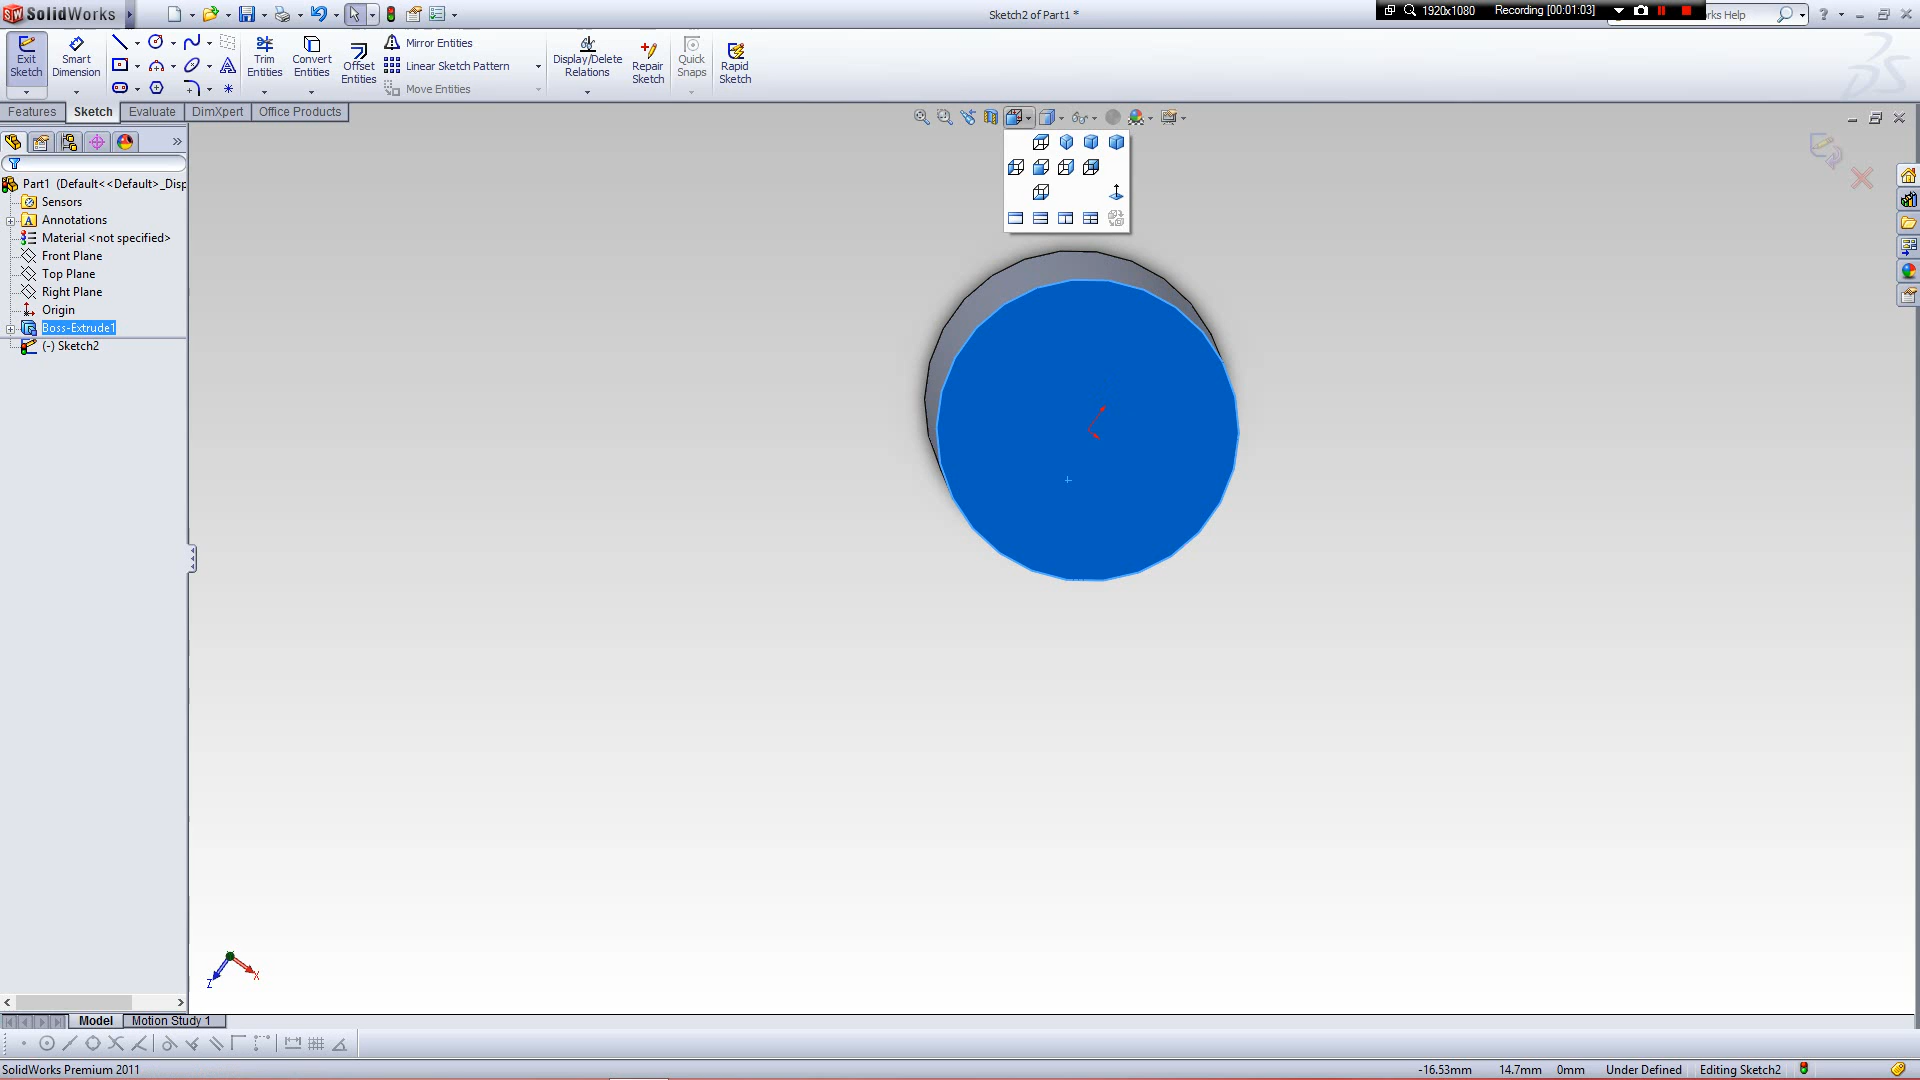 SolidWorks
Sketch2 of Part1 *
1920x1080
Recording [00:01:03]
rks Help
Exit Sketch
Smart Dimension
Trim Entities
Convert Entities
Offset Entities
Mirror Entities
Linear Sketch Pattern
Move Entities
Display/Delete Relations
Repair Sketch
Quick Snaps
Rapid Sketch
Features
Sketch
Evaluate
DimXpert
Office Products
Part1 (Default<<Default>_Disp
Sensors
Annotations
Material <not specified>
Front Plane
Top Plane
Right Plane
Origin
Boss-Extrude1
(-) Sketch2
Z
X
Model
Motion Study 1
SolidWorks Premium 2011
-16.53mm
14.7mm
0mm
Under Defined
Editing Sketch2